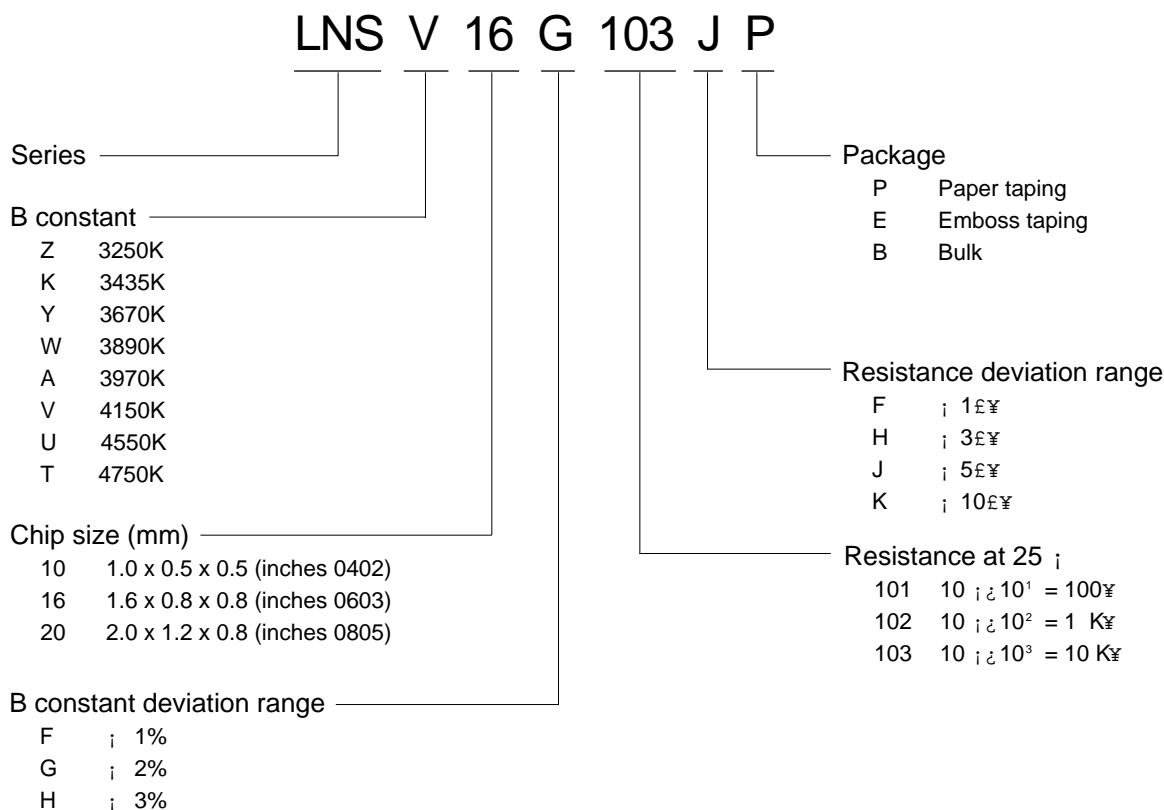 LNS V 16 G 103 J P
Series
B constant
Z 3250K
K 3435K
Y 3670K
W 3890K
A 3970K
V 4150K
U 4550K
T 4750K
Chip size (mm)
10 1.0 x 0.5 x 0.5 (inches 0402)
16 1.6 x 0.8 x 0.8 (inches 0603)
20 2.0 x 1.2 x 0.8 (inches 0805)
B constant deviation range
F ¡ 1%
G ¡ 2%
H ¡ 3%
Package
P Paper taping
E Emboss taping
B Bulk
Resistance deviation range
F ¡ 1£¥
H ¡ 3£¥
J ¡ 5£¥
K ¡ 10£¥
Resistance at 25 ¡
101 10 ¡¿10¹ = 100¥
102 10 ¡¿10² = 1 K¥
103 10 ¡¿10³ = 10 K¥